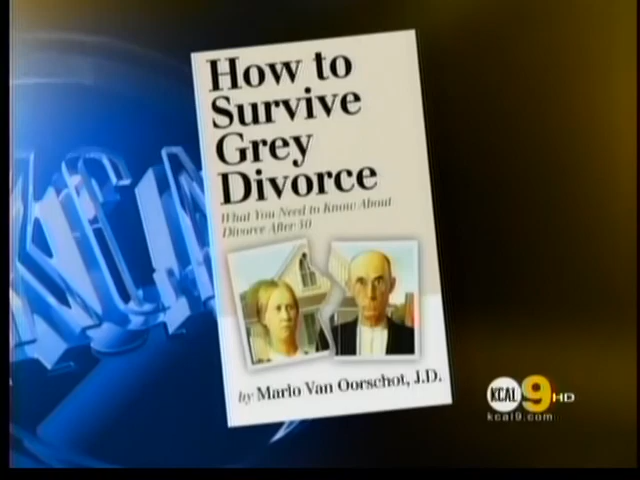 How to
Survive
Grey
Divorce
What You Need to Know About
Divorce After 50
by Marlo Van Oorschot, J.D.
KCAL 9 HD
kcal9.com
KCA